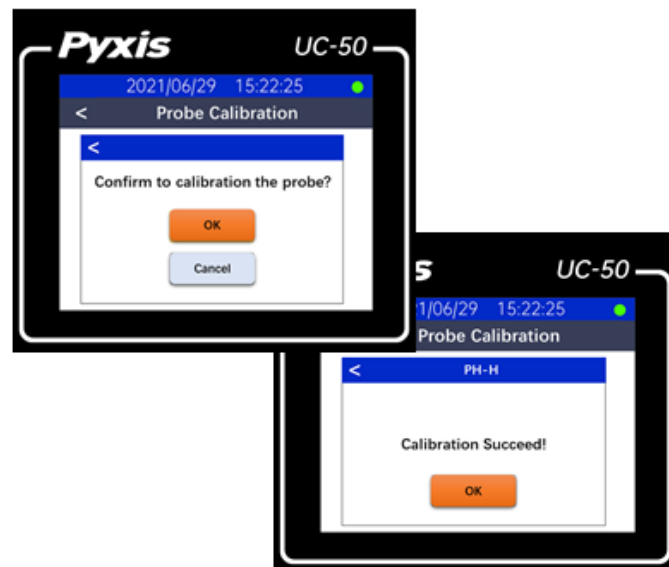 Pyxis UC-50
2021/06/29 15:22:25
< Probe Calibration
<
Confirm to calibration the probe?
OK
Cancel
s UC-50
1/06/29 15:22:25
Probe Calibration
< PH-H
Calibration Succeed!
OK